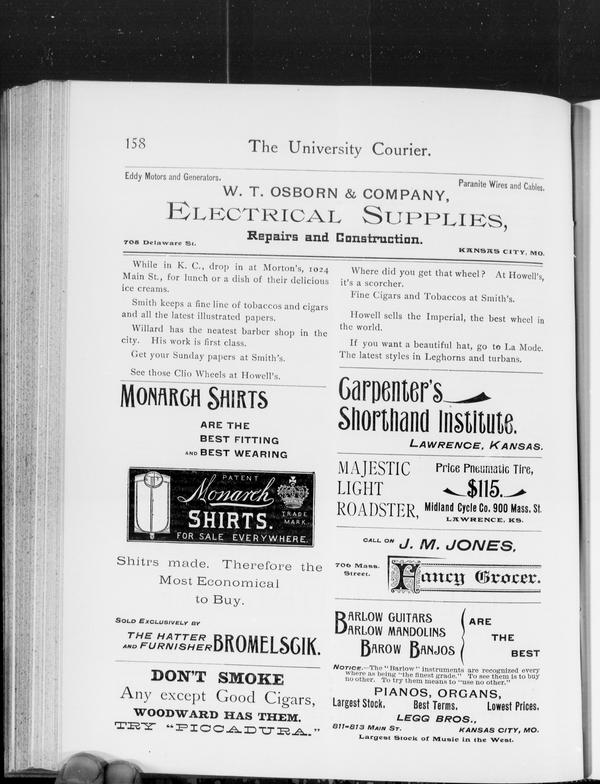 158
The University Courier.
Eddy Motors and Generators.
Paranite Wires and Cables.
W. T. OSBORN & COMPANY,
ELECTRICAL SUPPLIES,
Repairs and Construction.
708 Delaware St.
KANSAS CITY, MO.
While in K. C., drop in at Morton's, 1024
Main St., for lunch or a dish of their delicious
ice creams.
Smith keeps a fine line of tobaccos and cigars
and all the latest illustrated papers.
Willard has the neatest barber shop in the
city. His work is first class.
Get your Sunday papers at Smith's.
See those Clio Wheels at Howell's.
MONARCH SHIRTS
ARE THE
BEST FITTING
AND BEST WEARING
PATENT
Monarch
TRADE
MARK.
SHIRTS.
FOR SALE EVERYWHERE.
Shitrs made. Therefore the
Most Economical
to Buy.
SOLD EXCLUSIVELY BY
THE HATTER
AND FURNISHER BROMELSCIK.
DON'T SMOKE
Any except Good Cigars,
WOODWARD HAS THEM.
TRY "PICCADURA."
Where did you get that wheel? At Howell's,
it's a scorcher.
Fine Cigars and Tobaccos at Smith's.
Howell sells the Imperial, the best wheel in
the world.
If you want a beautiful hat, go to La Mode.
The latest styles in Leghorns and turbans.
Carpenter's
Shorthand Institute.
LAWRENCE, KANSAS.
MAJESTIC
LIGHT
ROADSTER,
Price Pneumatic Tire,
$115.
Midland Cycle Co. 900 Mass. St.
LAWRENCE, KS.
CALL ON J. M. JONES,
706 Mass.
Street.
Fancy Grocer.
BARLOW GUITARS
BARLOW MANDOLINS
BAROW BANJOS
ARE
THE
BEST
NOTICE.—The "Barlow" instruments are recognized every
where as being "the finest grade." To see them is to buy
no other. To try them means to "use no other."
PIANOS, ORGANS,
Largest Stock. Best Terms. Lowest Prices.
LEGG BROS.,
811-813 MAIN ST. KANSAS CITY, MO.
Largest Stock of Music in the West.